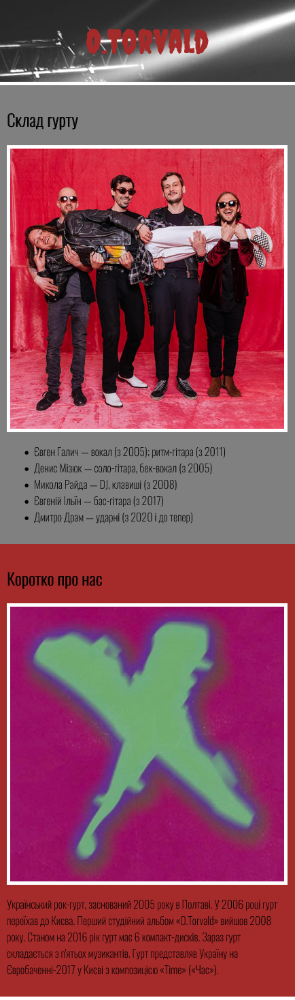 O.TORVALD
Склад гурту
Євген Галич — вокал (з 2005); ритм-гітара (з 2011)
Денис Мізюк — соло-гітара, бек-вокал (з 2005)
Микола Райда — DJ, клавіші (з 2008)
Євгеній Ільїн — бас-гітара (з 2017)
Дмитро Драм — ударні (з 2020 і до тепер)
Коротко про нас
Український рок-гурт, заснований 2005 року в Полтаві. У 2006 році гурт
переїхав до Києва. Перший студійний альбом «O.Torvald» вийшов 2008
року. Станом на 2016 рік гурт має 6 компакт-дисків. Зараз гурт
складається з п'ятьох музикантів. Гурт представляв Україну на
Євробаченні-2017 у Києві з композицією «Time» («Час»).